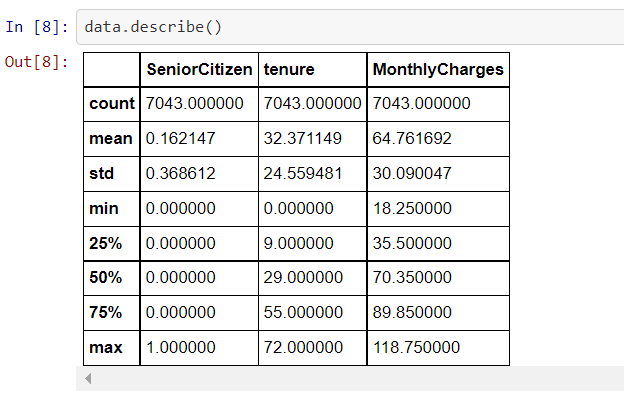 In [8]: data.describe()
Out[8]:
SeniorCitizen tenure MonthlyCharges
count 7043.000000 7043.000000 7043.000000
mean 0.162147 32.371149 64.761692
std 0.368612 24.559481 30.090047
min 0.000000 0.000000 18.250000
25% 0.000000 9.000000 35.500000
50% 0.000000 29.000000 70.350000
75% 0.000000 55.000000 89.850000
max 1.000000 72.000000 118.750000